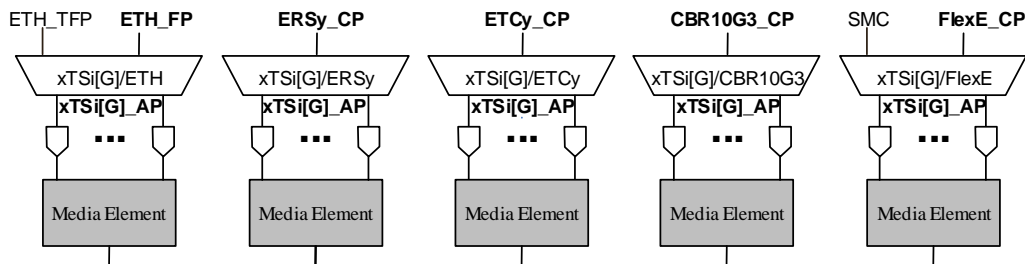 ETH_TFP ETH_FP ERSy_CP ETCy_CP CBR10G3_CP SMC FlexE_CP
xTSi[G]/ETH xTSi[G]/ERSy xTSi[G]/ETCy xTSi[G]/CBR10G3 xTSi[G]/FlexE
xTSi[G]_AP xTSi[G]_AP xTSi[G]_AP xTSi[G]_AP xTSi[G]_AP
Media Element Media Element Media Element Media Element Media Element